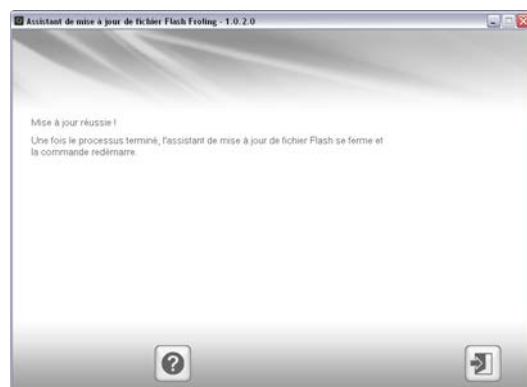 Assistant de mise à jour de fichier Flash Froling - 1.0.2.0
Mise à jour réussie !
Une fois le processus terminé, l'assistant de mise à jour de fichier Flash se ferme et
la commande redémarre.